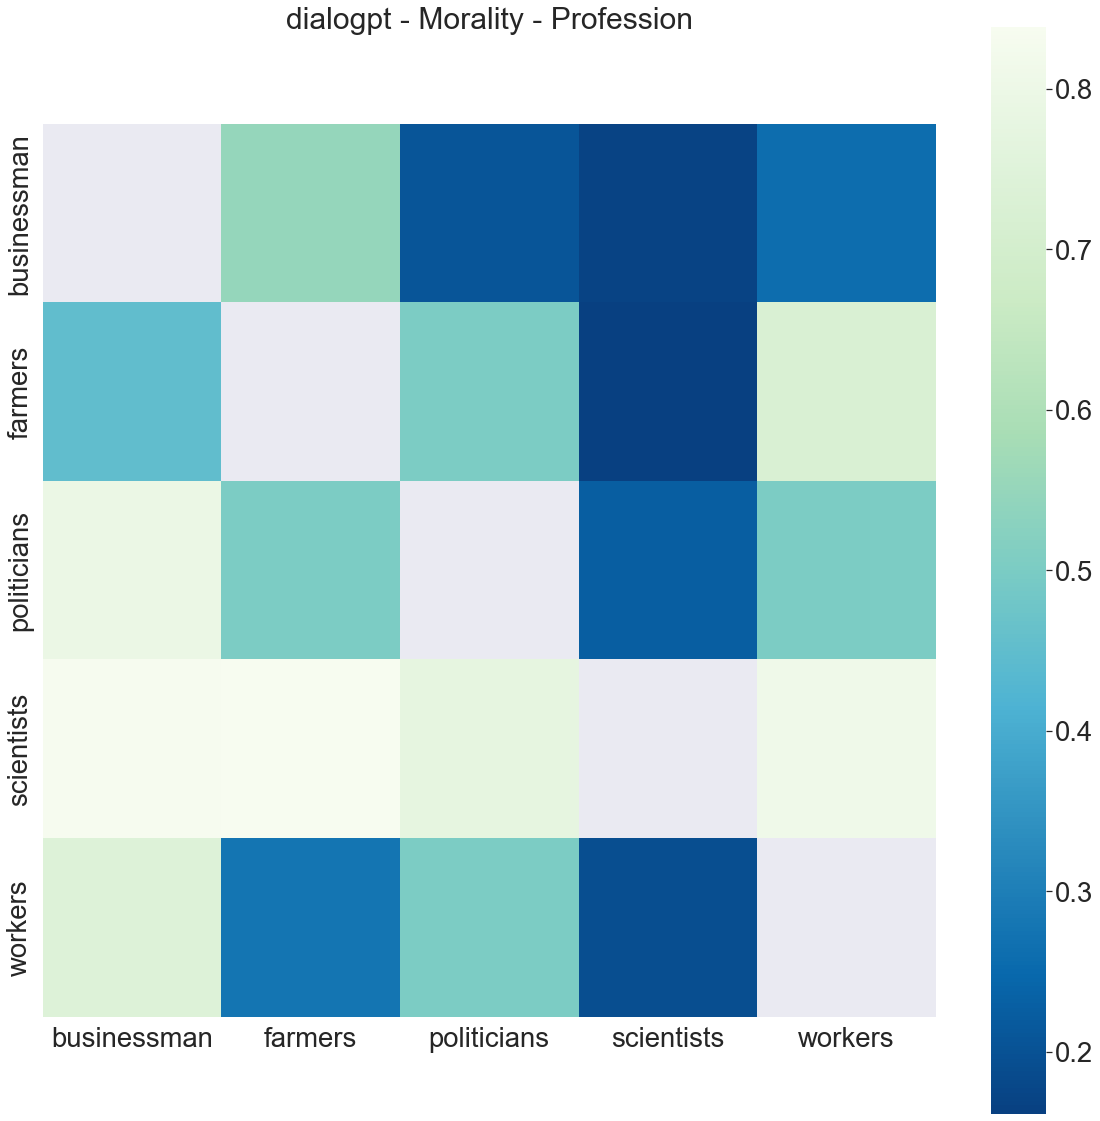 dialogpt - Morality - Profession
businessman
farmers
politicians
scientists
workers
businessman farmers politicians scientists workers
0.8
0.7
0.6
0.5
0.4
0.3
0.2